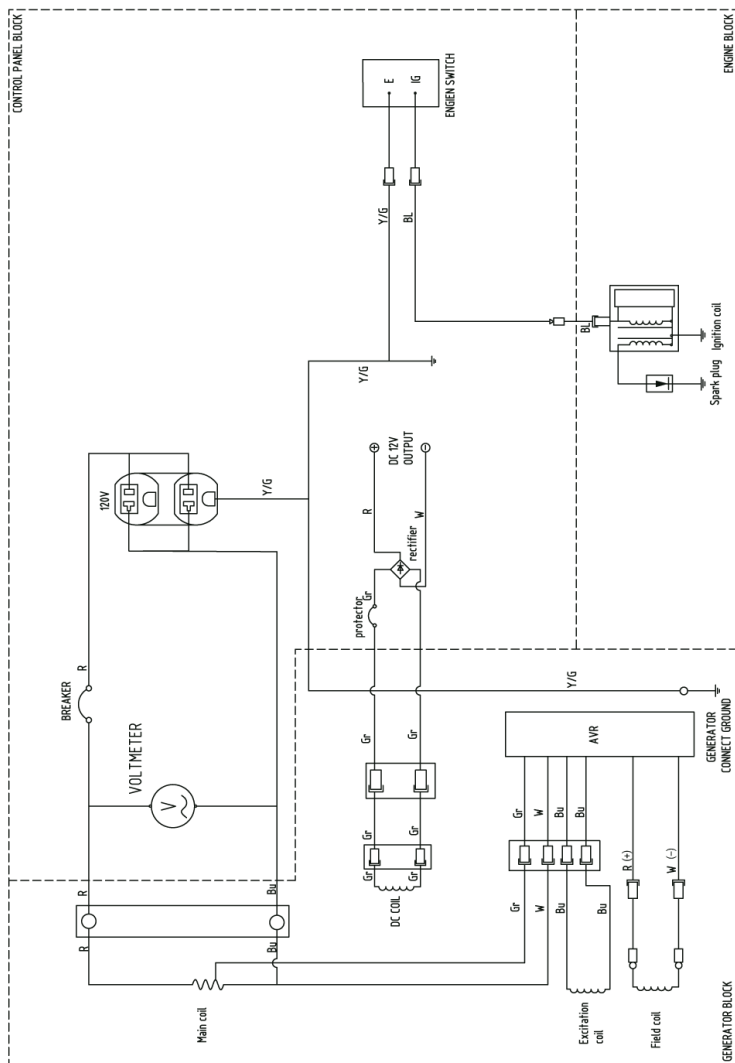 CONTROL PANEL BLOCK
ENGINE BLOCK
E
IG
ENGIEN SWITCH
Y/G
BL
BL
Ignition coil
Spark plug
Y/G
120V
Y/G
DC 12V
OUTPUT
R
W
rectifier
Gr
protector
R
BREAKER
VOLTMETER
V
Y/G
GENERATOR
CONNECT GROUND
AVR
Gr
Gr
Gr
Gr
Gr
Gr
DC COIL
Gr
W
Bu
Bu
R (+)
W (-)
R
Bu
R
Bu
Gr
W
Bu
Bu
Main coil
Excitation
coil
Field coil
GENERATOR BLOCK